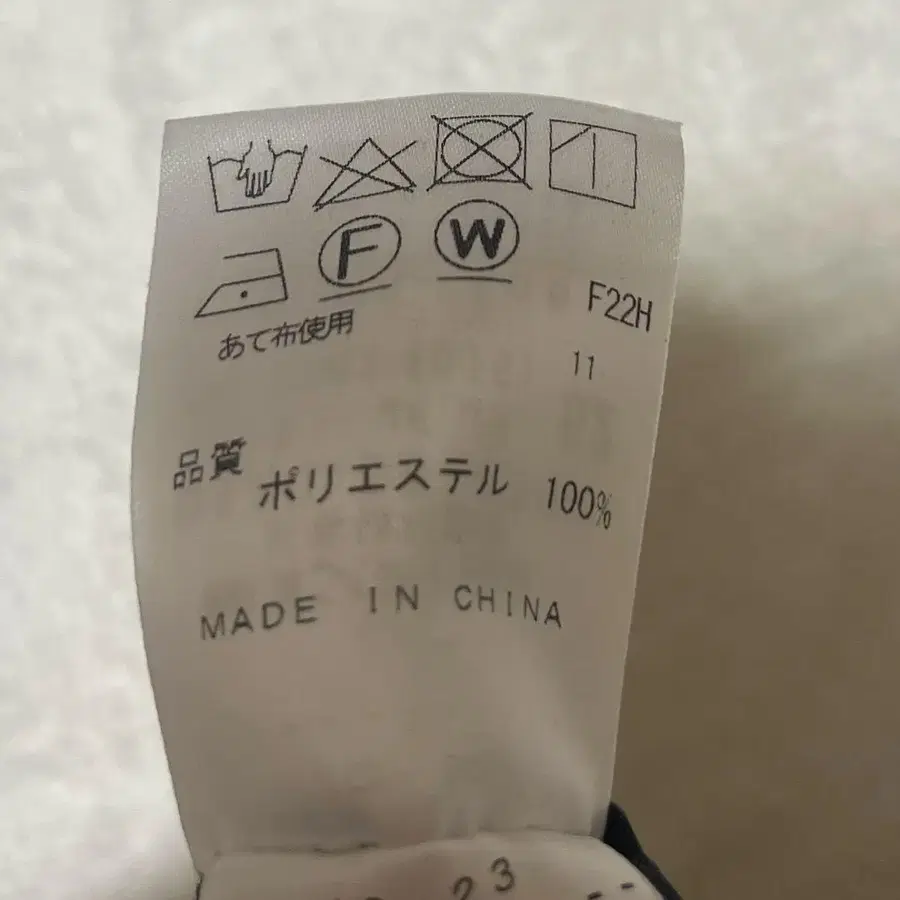 F W
F22H
あて布使用
11
品質
ポリエステル 100%
MADE IN CHINA
23